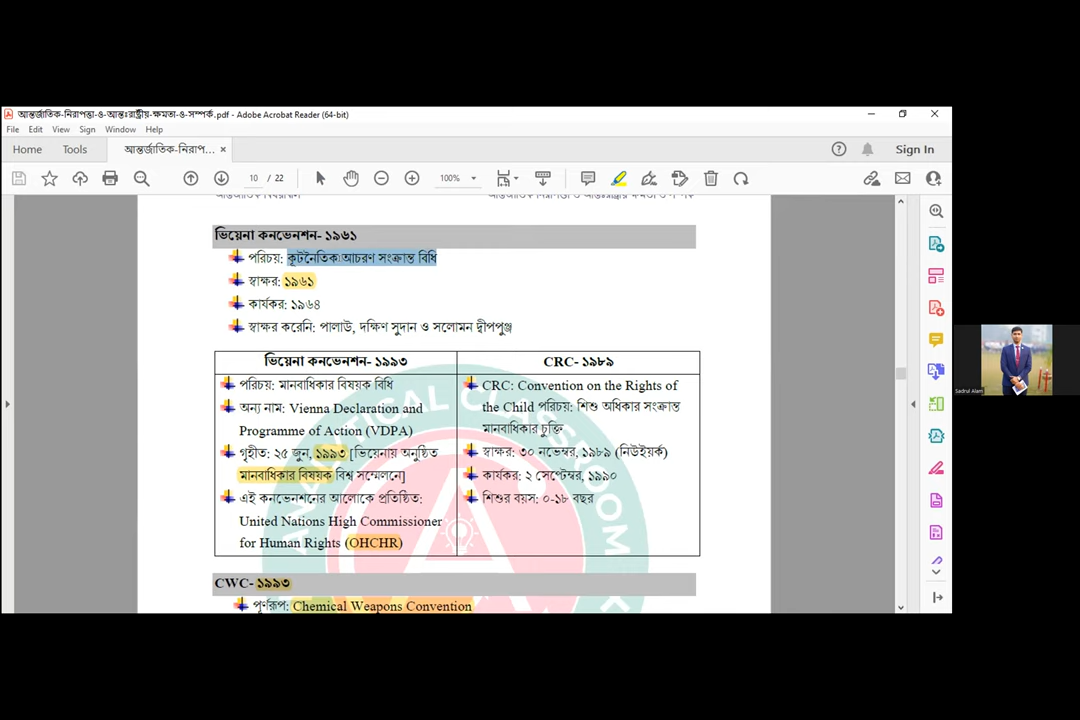 আন্তর্জাতিক-নিরাপত্তা-ও-আন্তঃরাষ্ট্রীয়-ক্ষমতা-ও-সম্পর্ক.pdf - Adobe Acrobat Reader (64-bit)
File Edit View Sign Window Help
Home Tools আন্তর্জাতিক-নিরাপ... × Sign In
10 / 22 100%
ভিয়েনা কনভেনশন- ১৯৬১
পরিচয়: কূটনৈতিক আচরণ সংক্রান্ত বিধি
স্বাক্ষর: ১৯৬১
কার্যকর: ১৯৬৪
স্বাক্ষর করেনি: পালাউ, দক্ষিণ সুদান ও সলোমন দ্বীপপুঞ্জ
ভিয়েনা কনভেনশন- ১৯৯৩
পরিচয়: মানবাধিকার বিষয়ক বিধি
অন্য নাম: Vienna Declaration and
Programme of Action (VDPA)
গৃহীত: ২৫ জুন, ১৯৯৩ [ভিয়েনায় অনুষ্ঠিত
মানবাধিকার বিষয়ক বিশ্ব সম্মেলনে]
এই কনভেনশনের আলোকে প্রতিষ্ঠিত:
United Nations High Commissioner
for Human Rights (OHCHR)
CRC- ১৯৮৯
CRC: Convention on the Rights of
the Child পরিচয়: শিশু অধিকার সংক্রান্ত
মানবাধিকার চুক্তি
স্বাক্ষর: ৩০ নভেম্বর, ১৯৮৯ (নিউইয়র্ক)
কার্যকর: ২ সেপ্টেম্বর, ১৯৯০
শিশুর বয়স: ০-১৮ বছর
CWC- ১৯৯৩
পূর্ণরূপ: Chemical Weapons Convention
ANALYTICAL CLASSROOM
Sadrul Alam